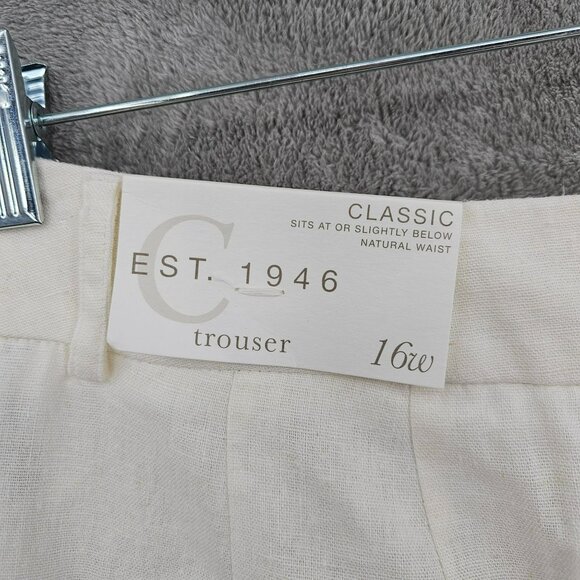 CLASSIC
SITS AT OR SLIGHTLY BELOW
NATURAL WAIST
C
EST. 1946
trouser
16w